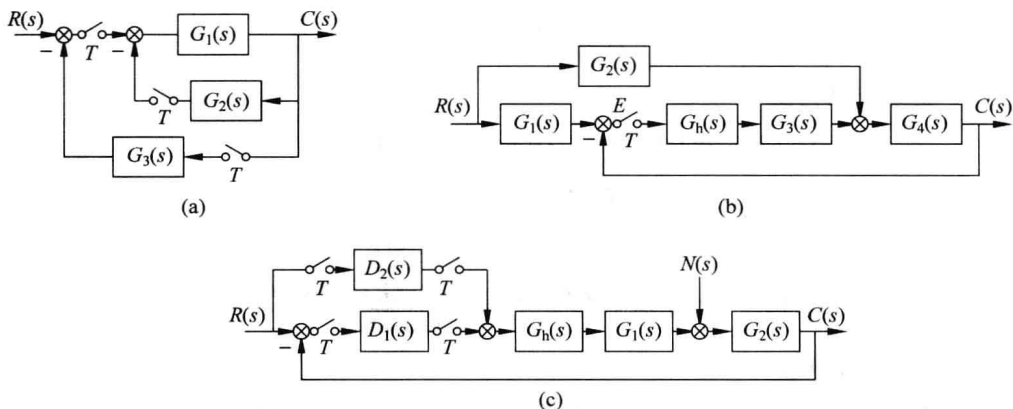 R(s)
T
G₁(s)
C(s)
−
−
T
G₂(s)
G₃(s)
T
(a)
G₂(s)
R(s)
G₁(s)
E
T
Gₕ(s)
G₃(s)
G₄(s)
C(s)
−
(b)
T
D₂(s)
T
N(s)
R(s)
T
D₁(s)
T
Gₕ(s)
G₁(s)
G₂(s)
C(s)
−
(c)